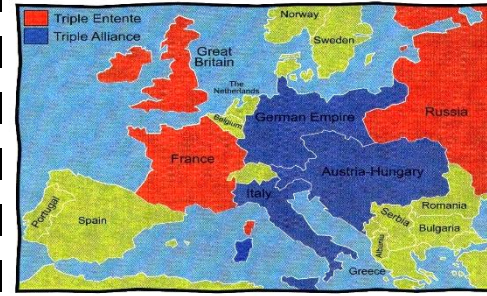 Triple Entente
Triple Alliance
Norway
Sweden
Great
Britain
The
Netherlands
Belgium
German Empire
Russia
France
Austria-Hungary
Italy
Portugal
Spain
Serbia
Romania
Bulgaria
Albania
Greece